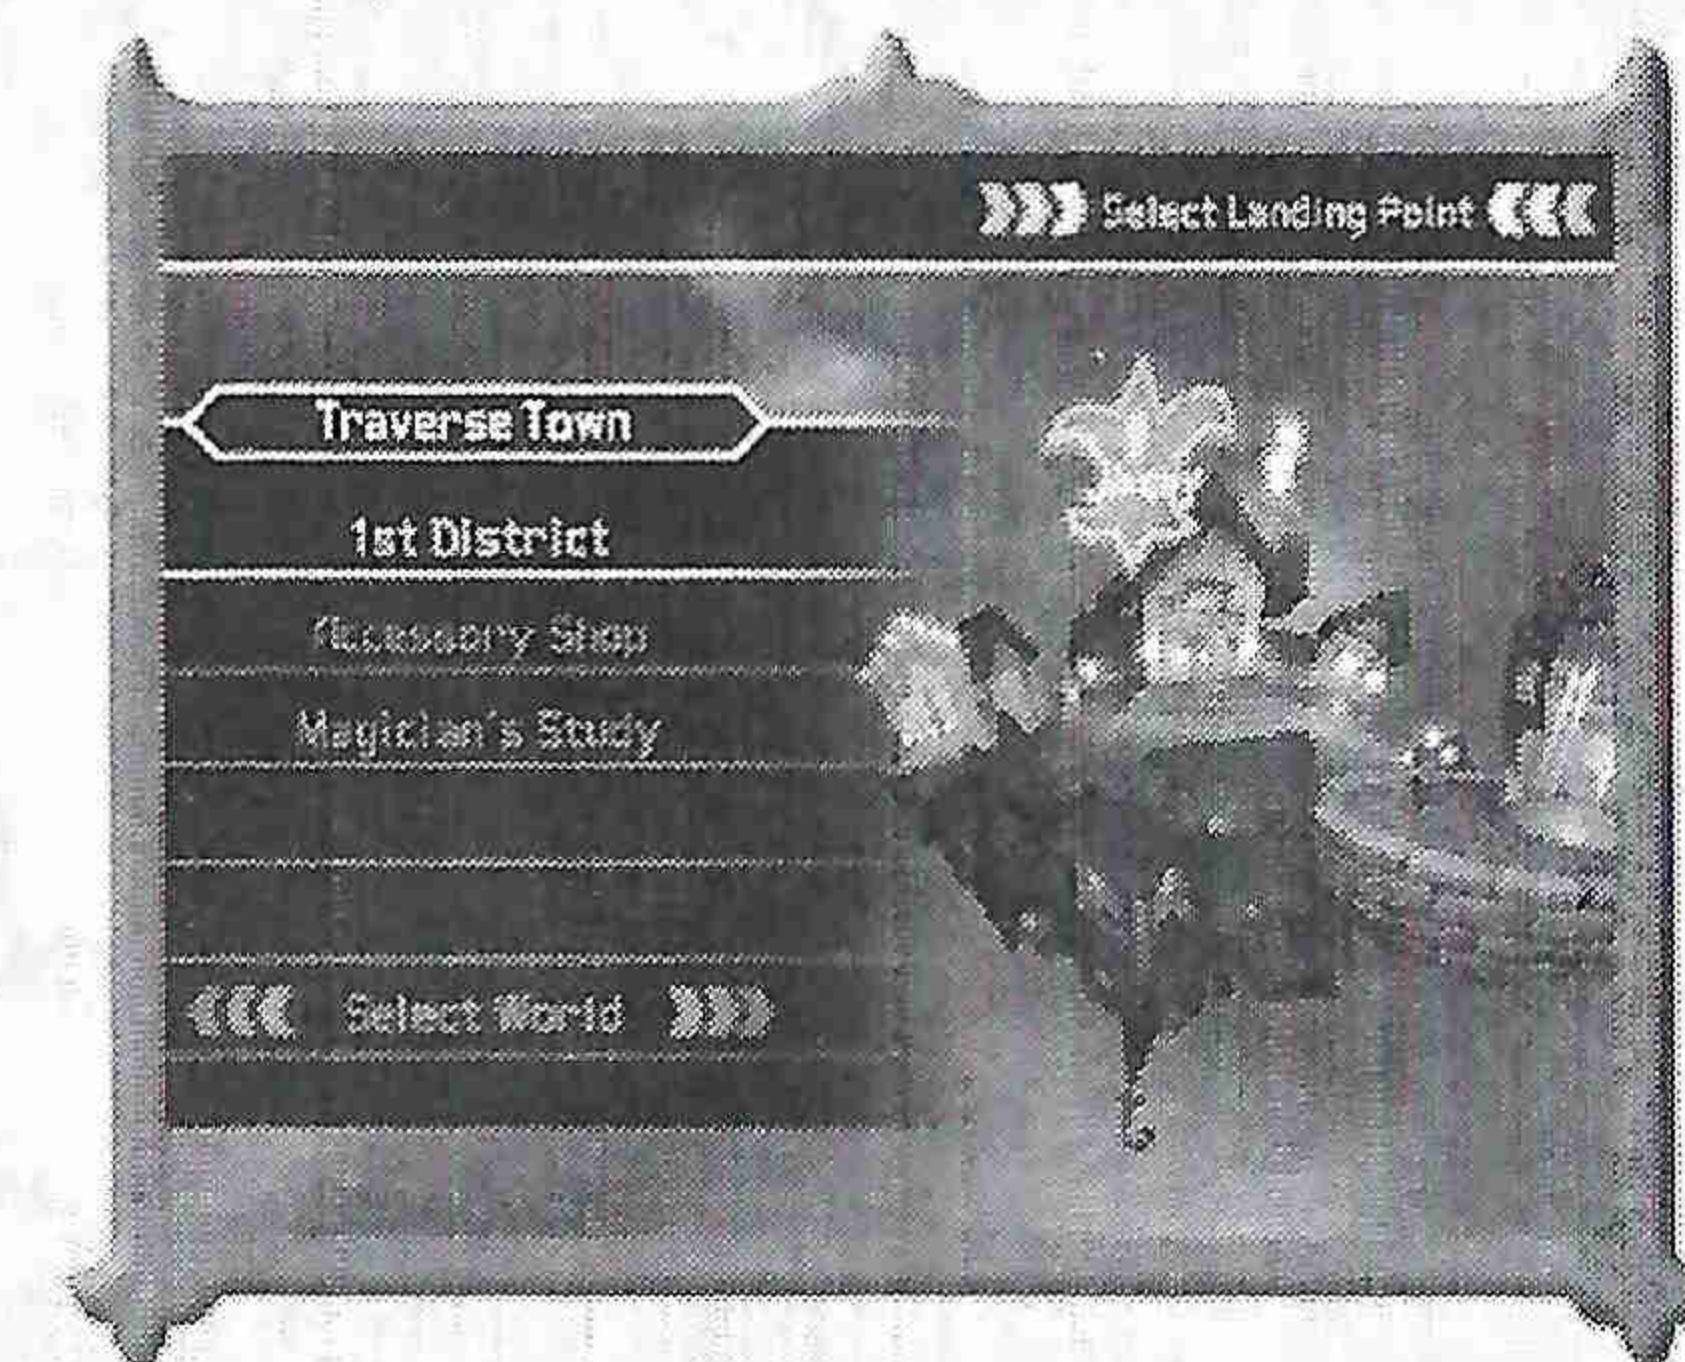 Select Landing Point
Traverse Town
1st District
Accessory Shop
Magician's Study
Select World